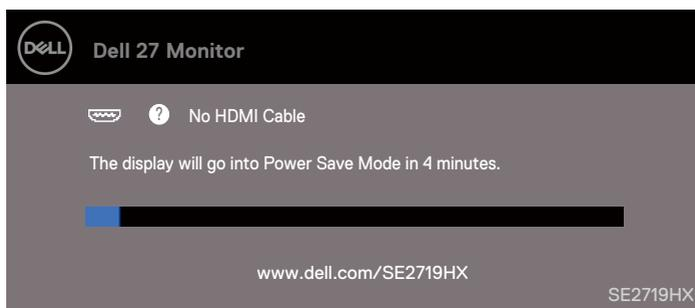 DELL
Dell 27 Monitor
? No HDMI Cable
The display will go into Power Save Mode in 4 minutes.
www.dell.com/SE2719HX
SE2719HX